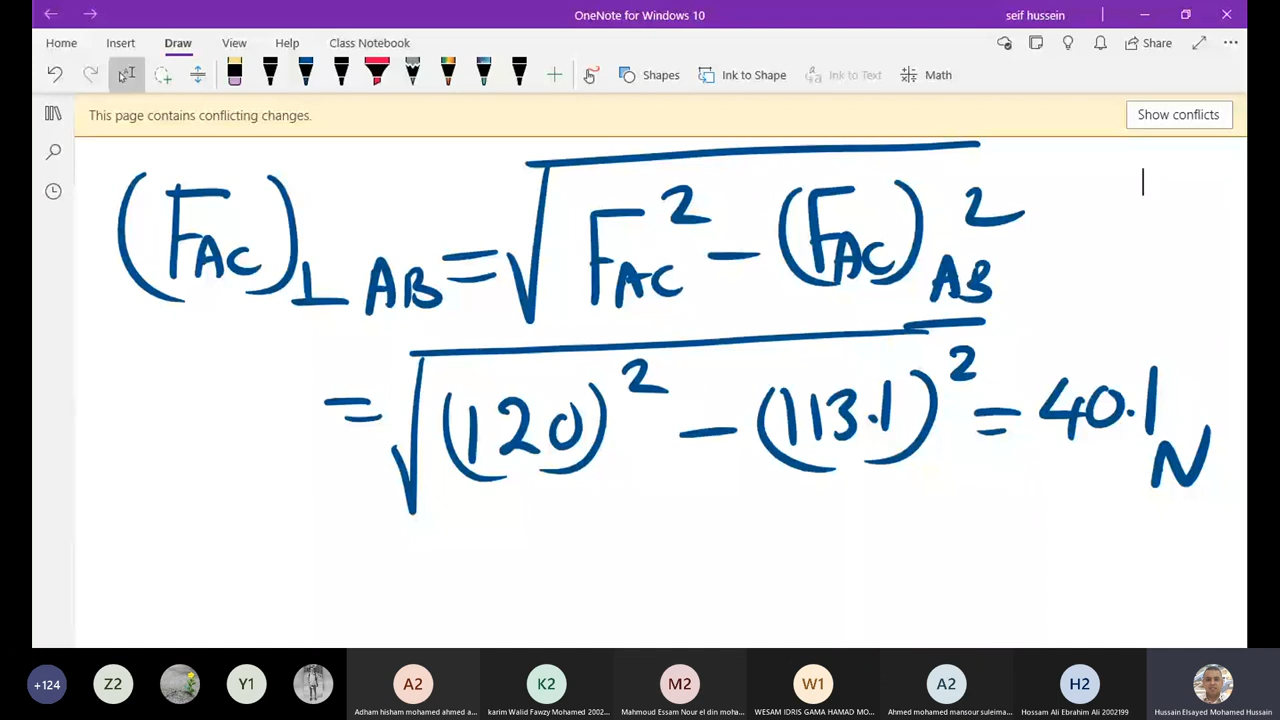 OneNote for Windows 10
seif hussein
Home Insert Draw View Help Class Notebook Share
Shapes Ink to Shape Ink to Text Math
This page contains conflicting changes. Show conflicts
(F_AC)_⊥ AB = √(F_AC² − (F_AC)_AB²)
= √((120)² − (113.1)²) = 40.1 N
+124 Z2 Y1 A2 K2 M2 W1 A2 H2
Adham hisham mohamed ahmed a... karim Walid Fawzy Mohamed 2002... Mahmoud Essam Nour el din moha... WESAM IDRIS GAMA HAMAD MO... Ahmed mohamed mansour suleima... Hossam Ali Ebrahim Ali 2002199 Hussain Elsayed Mohamed Hussain